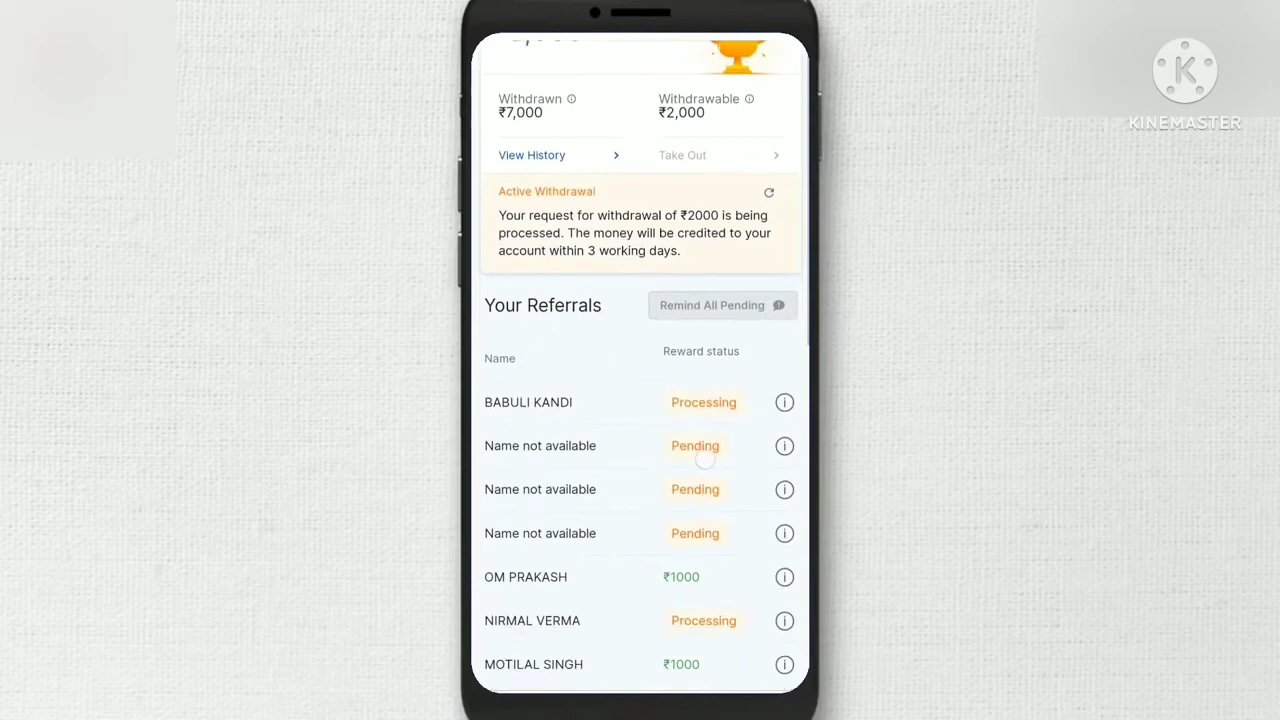 Withdrawn
Withdrawable
₹7,000
₹2,000
View History
Take Out
Active Withdrawal
Your request for withdrawal of ₹2000 is being
processed. The money will be credited to your
account within 3 working days.
Your Referrals
Remind All Pending
Name
Reward status
BABULI KANDI
Processing
Name not available
Pending
Name not available
Pending
Name not available
Pending
OM PRAKASH
₹1000
NIRMAL VERMA
Processing
MOTILAL SINGH
₹1000
K
KINEMASTER